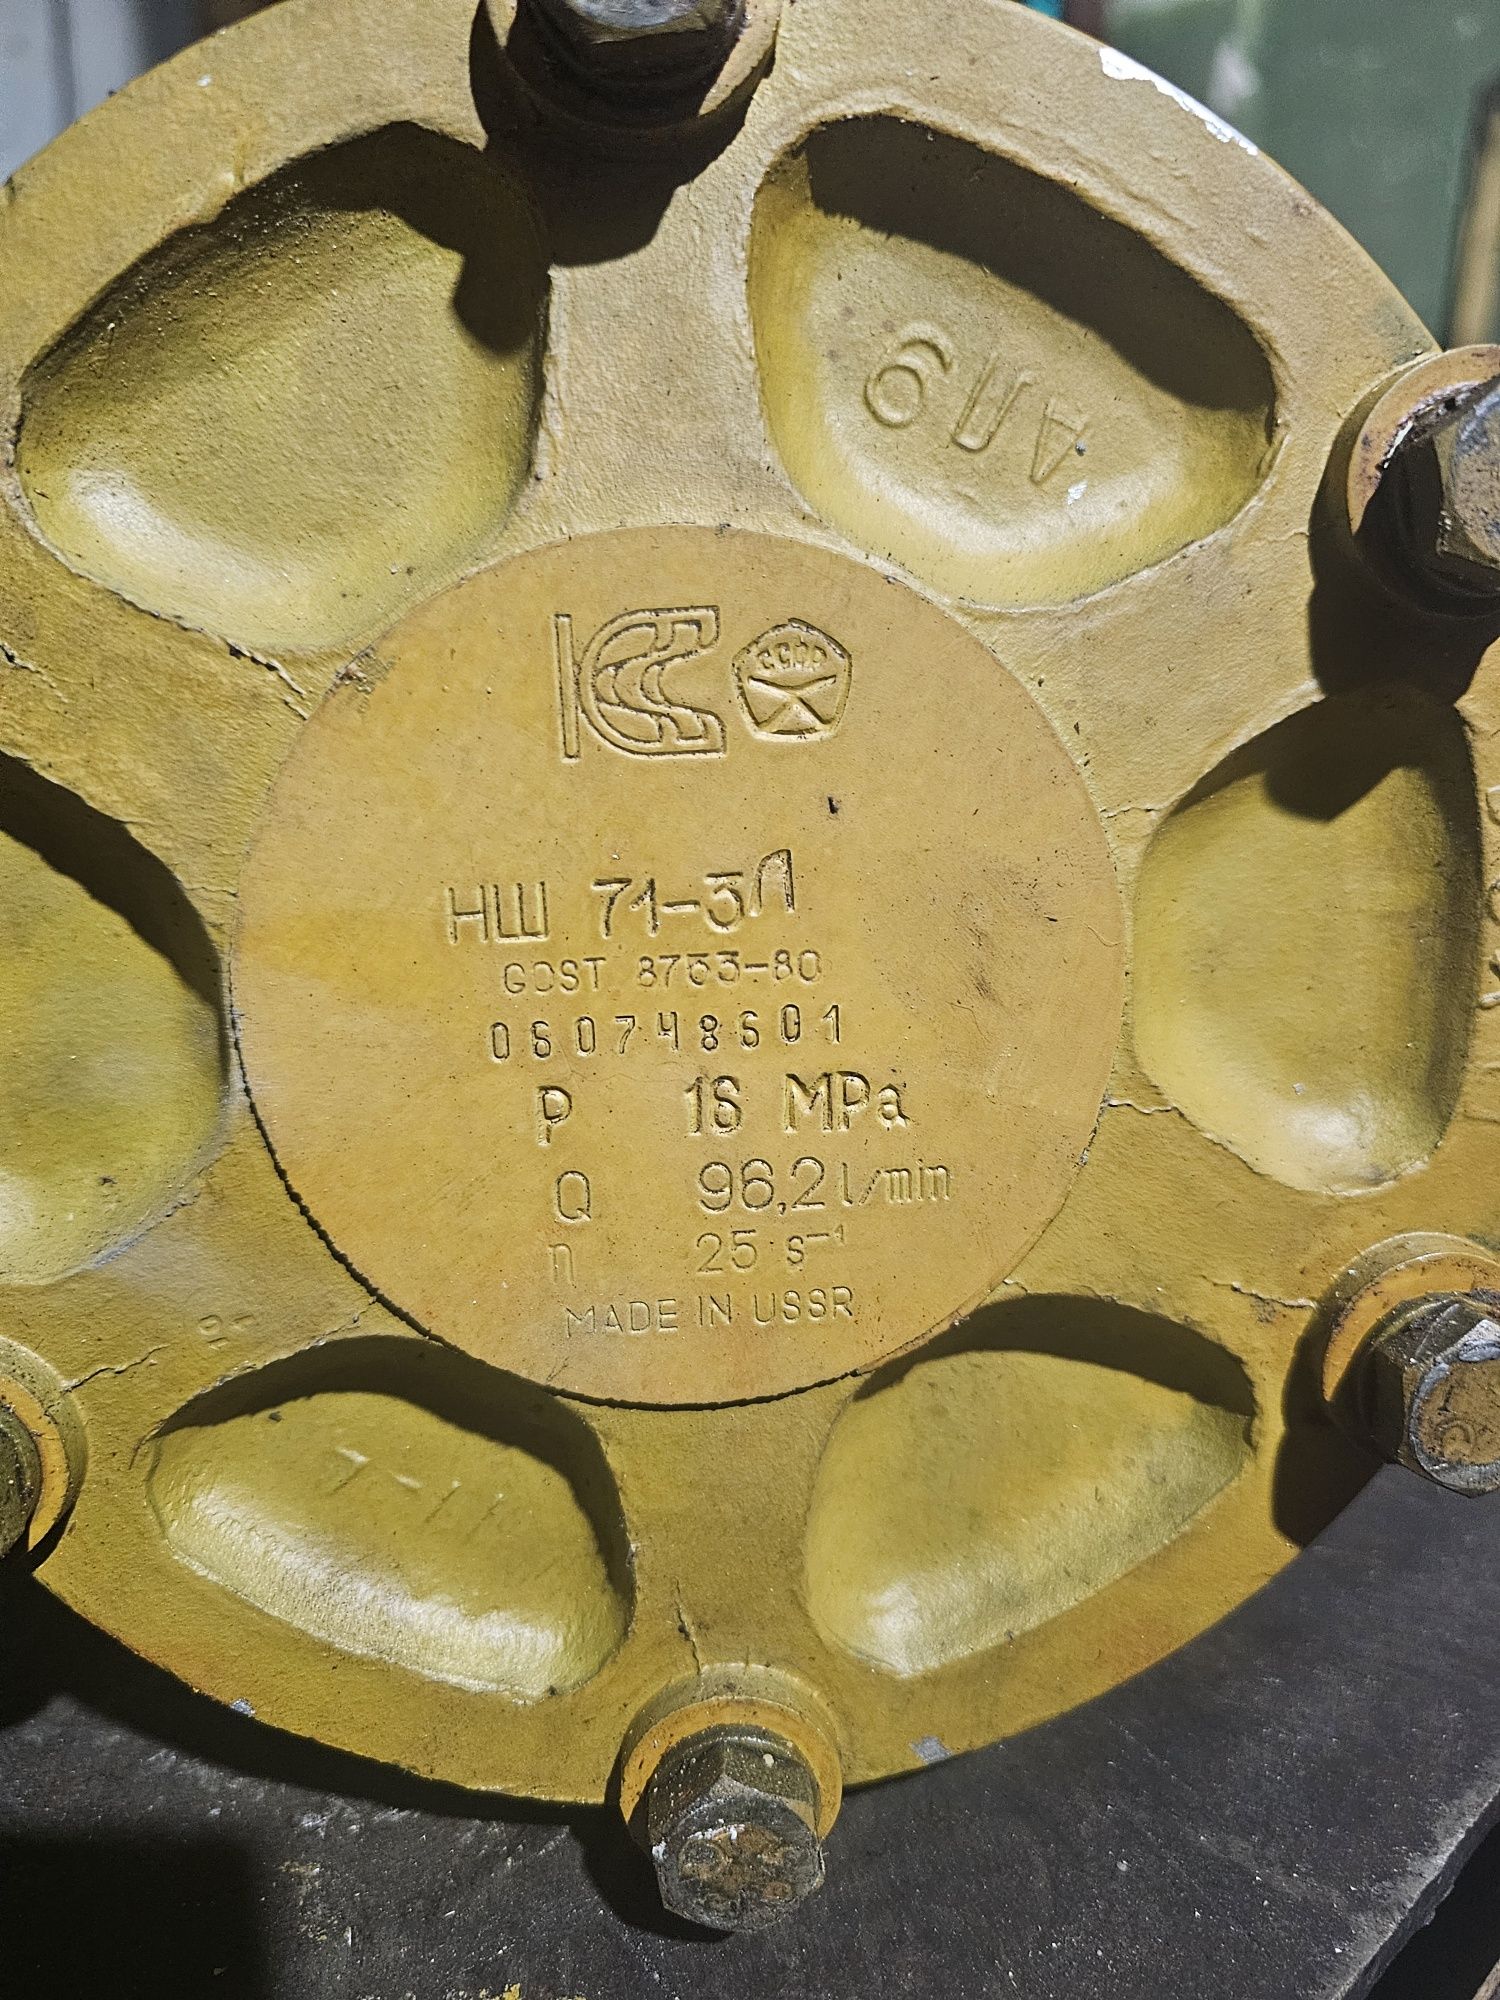 АЛ9
СССР
НШ 71-3Л
GOST 8753-80
060748601
P 16 MPa
Q 96,2 l/min
n 25 s⁻¹
MADE IN USSR